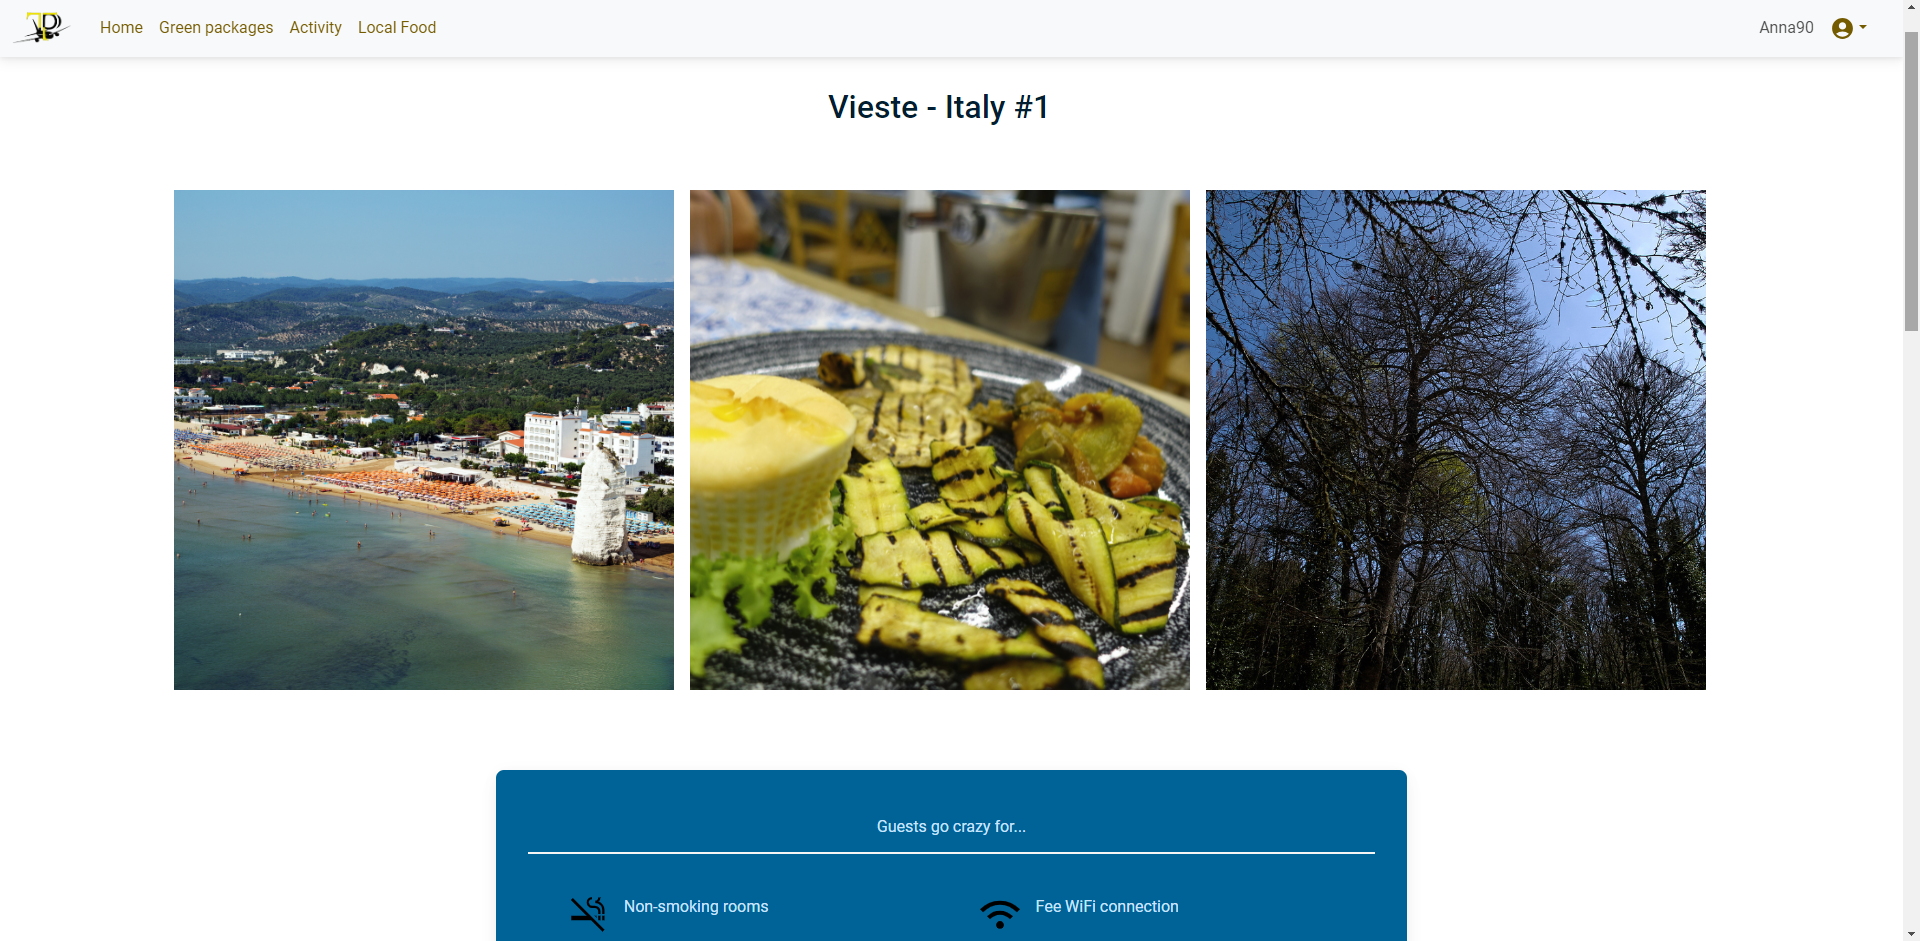 Home Green packages Activity Local Food Anna90
Vieste - Italy #1
Guests go crazy for...
Non-smoking rooms
Fee WiFi connection